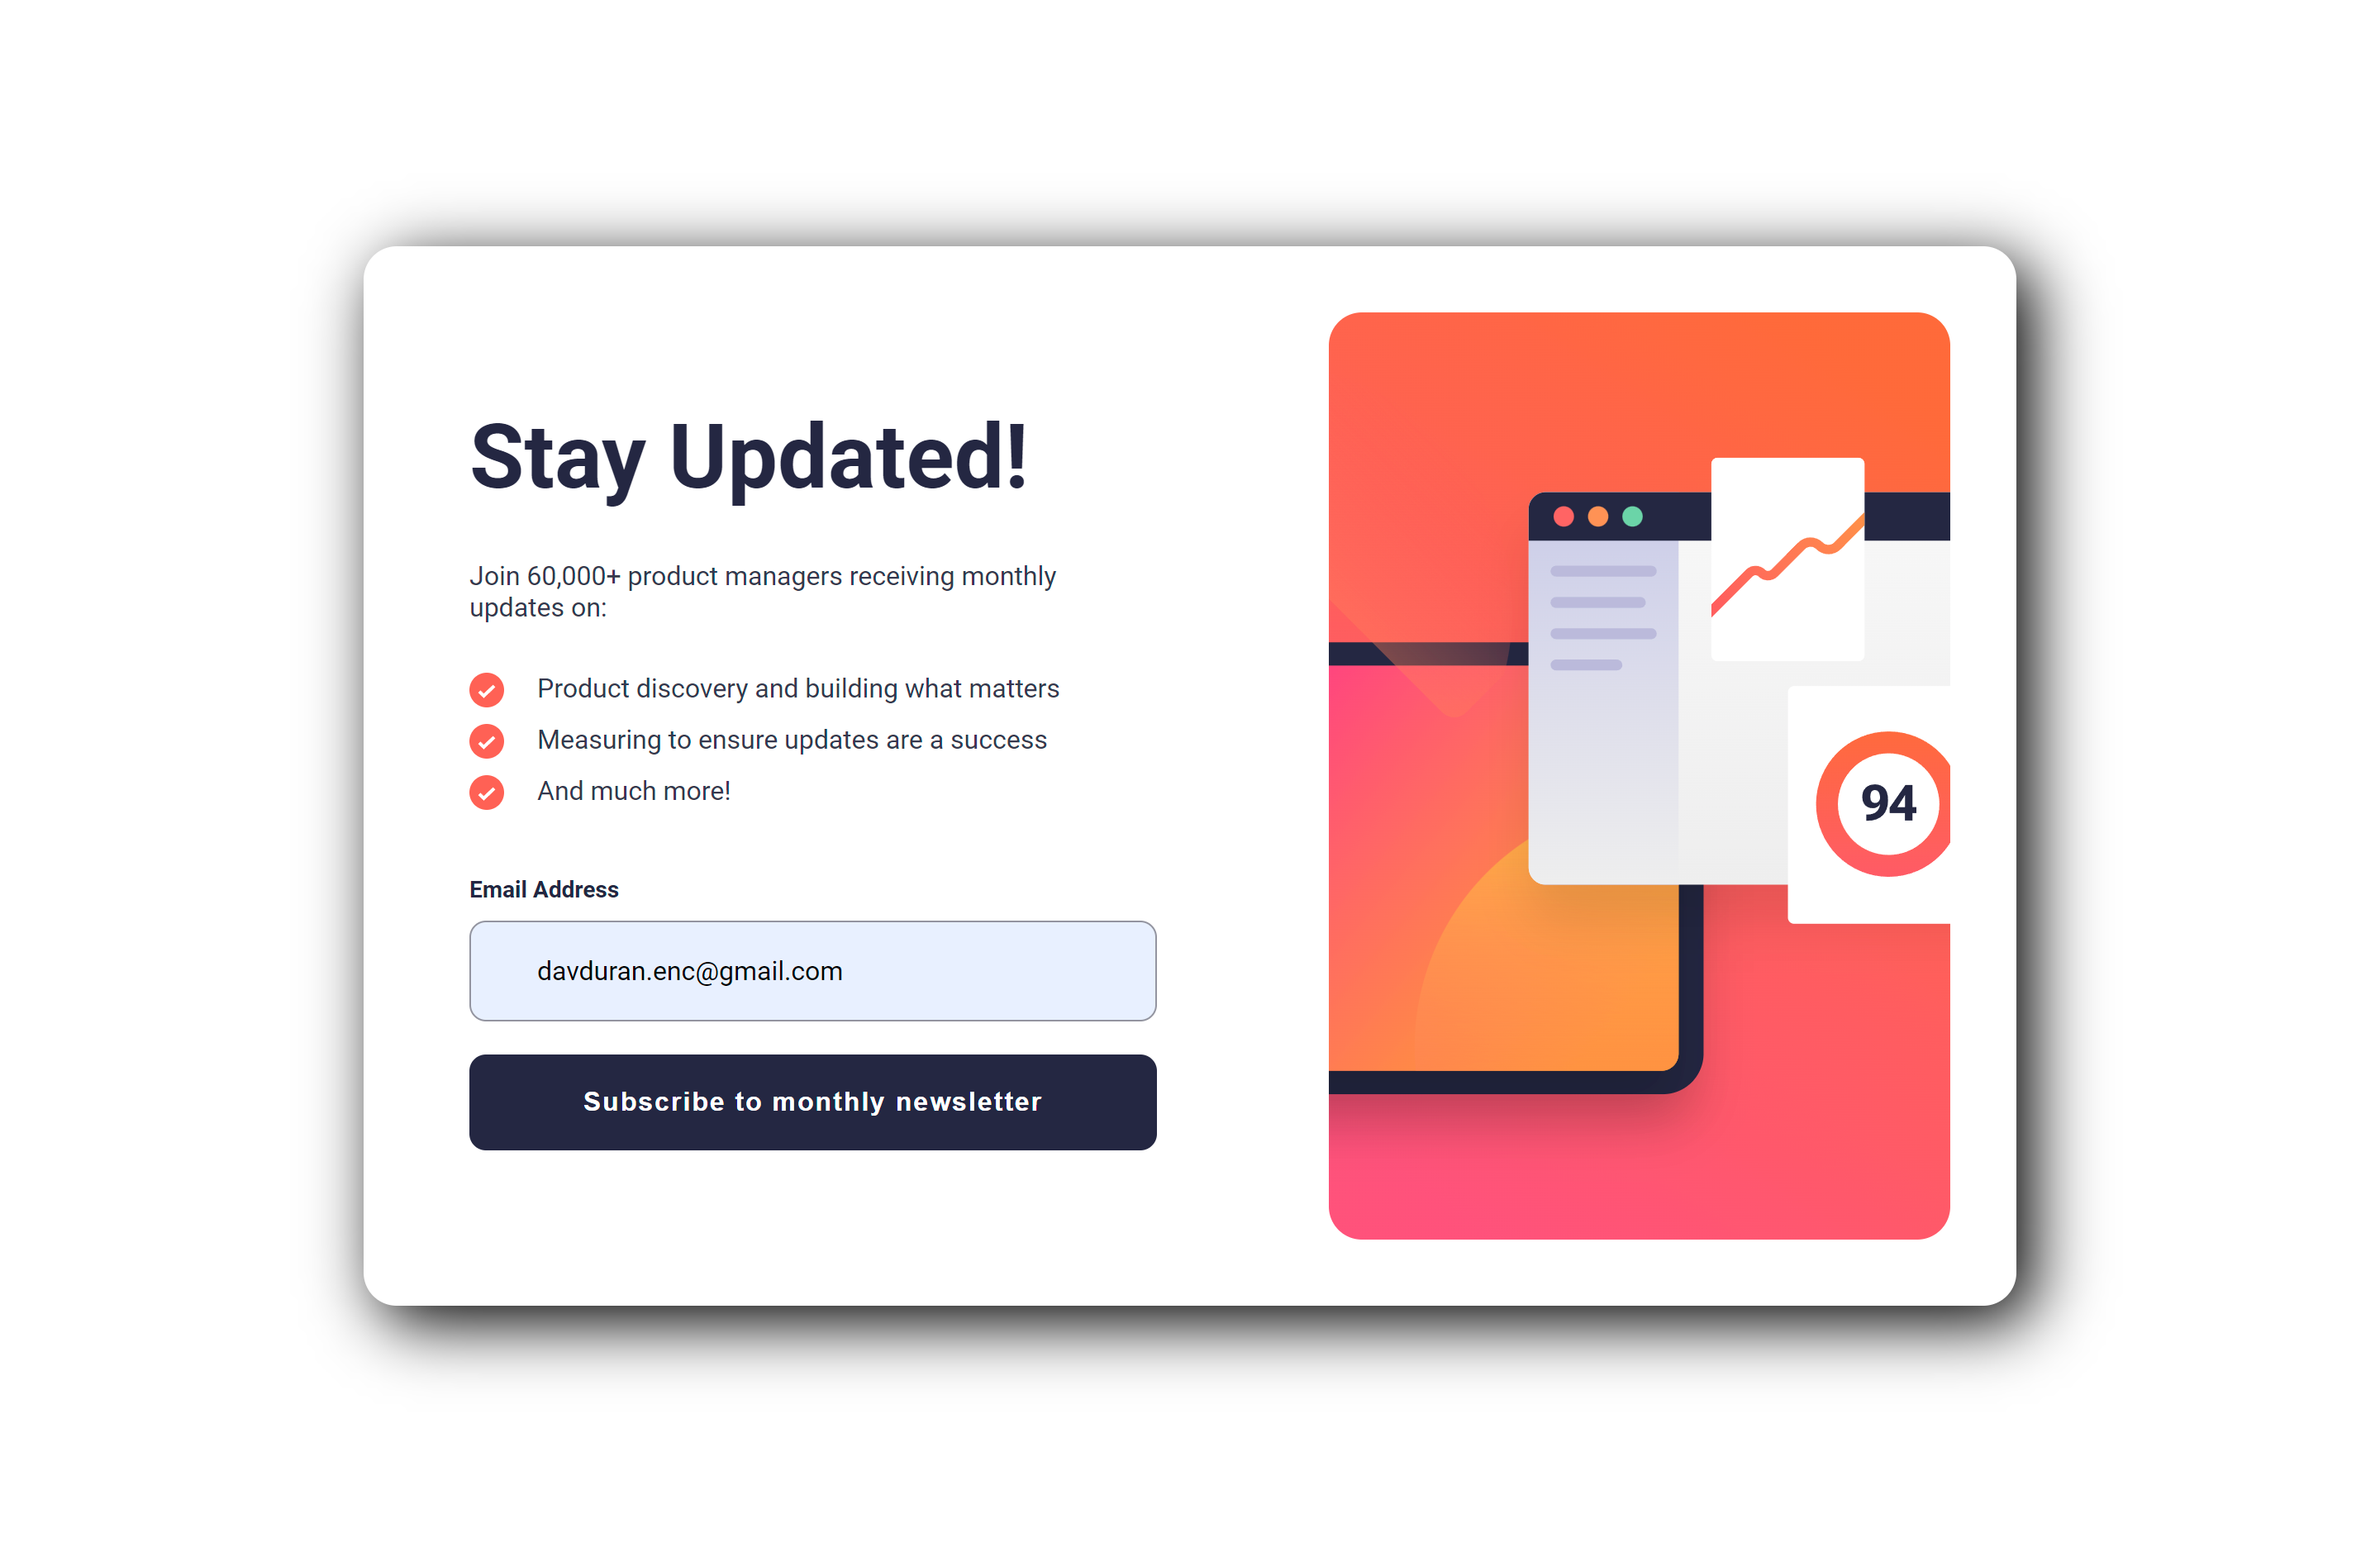 Stay Updated!
Join 60,000+ product managers receiving monthly
updates on:
Product discovery and building what matters
Measuring to ensure updates are a success
And much more!
Email Address
davduran.enc@gmail.com
Subscribe to monthly newsletter
94